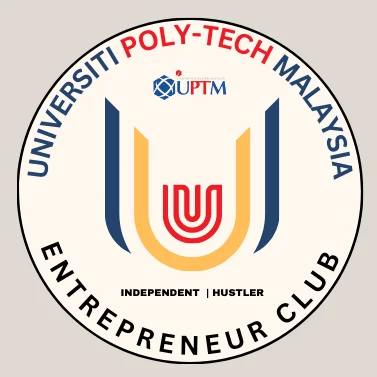 UNIVERSITI POLY-TECH MALAYSIA
UPTM
INDEPENDENT | HUSTLER
ENTREPRENEUR CLUB